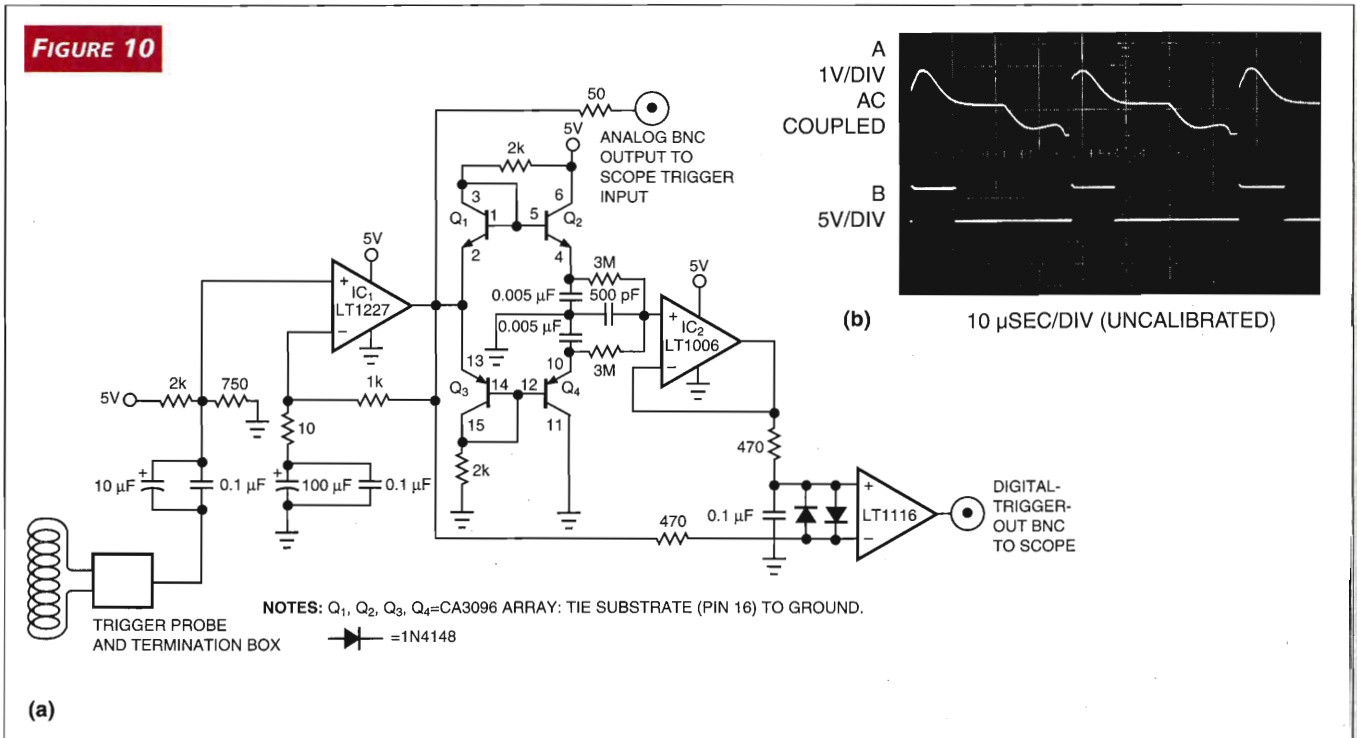 FIGURE 10
A
1V/DIV
AC
COUPLED
B
5V/DIV
(b)
10 µSEC/DIV (UNCALIBRATED)
50
ANALOG BNC
OUTPUT TO
SCOPE TRIGGER
INPUT
5V
2k
3
1
5
6
Q1
Q2
2
4
5V
+
IC1
LT1227
−
3M
0.005 µF
500 pF
0.005 µF
5V
+
IC2
LT1006
−
10
3M
13
Q3
14
12
Q4
15
11
2k
5V
2k
750
1k
10
10 µF
+
0.1 µF
+
100 µF
0.1 µF
470
470
0.1 µF
+
LT1116
−
DIGITAL-
TRIGGER-
OUT BNC
TO SCOPE
TRIGGER PROBE
AND TERMINATION BOX
NOTES: Q1, Q2, Q3, Q4=CA3096 ARRAY: TIE SUBSTRATE (PIN 16) TO GROUND.
=1N4148
(a)